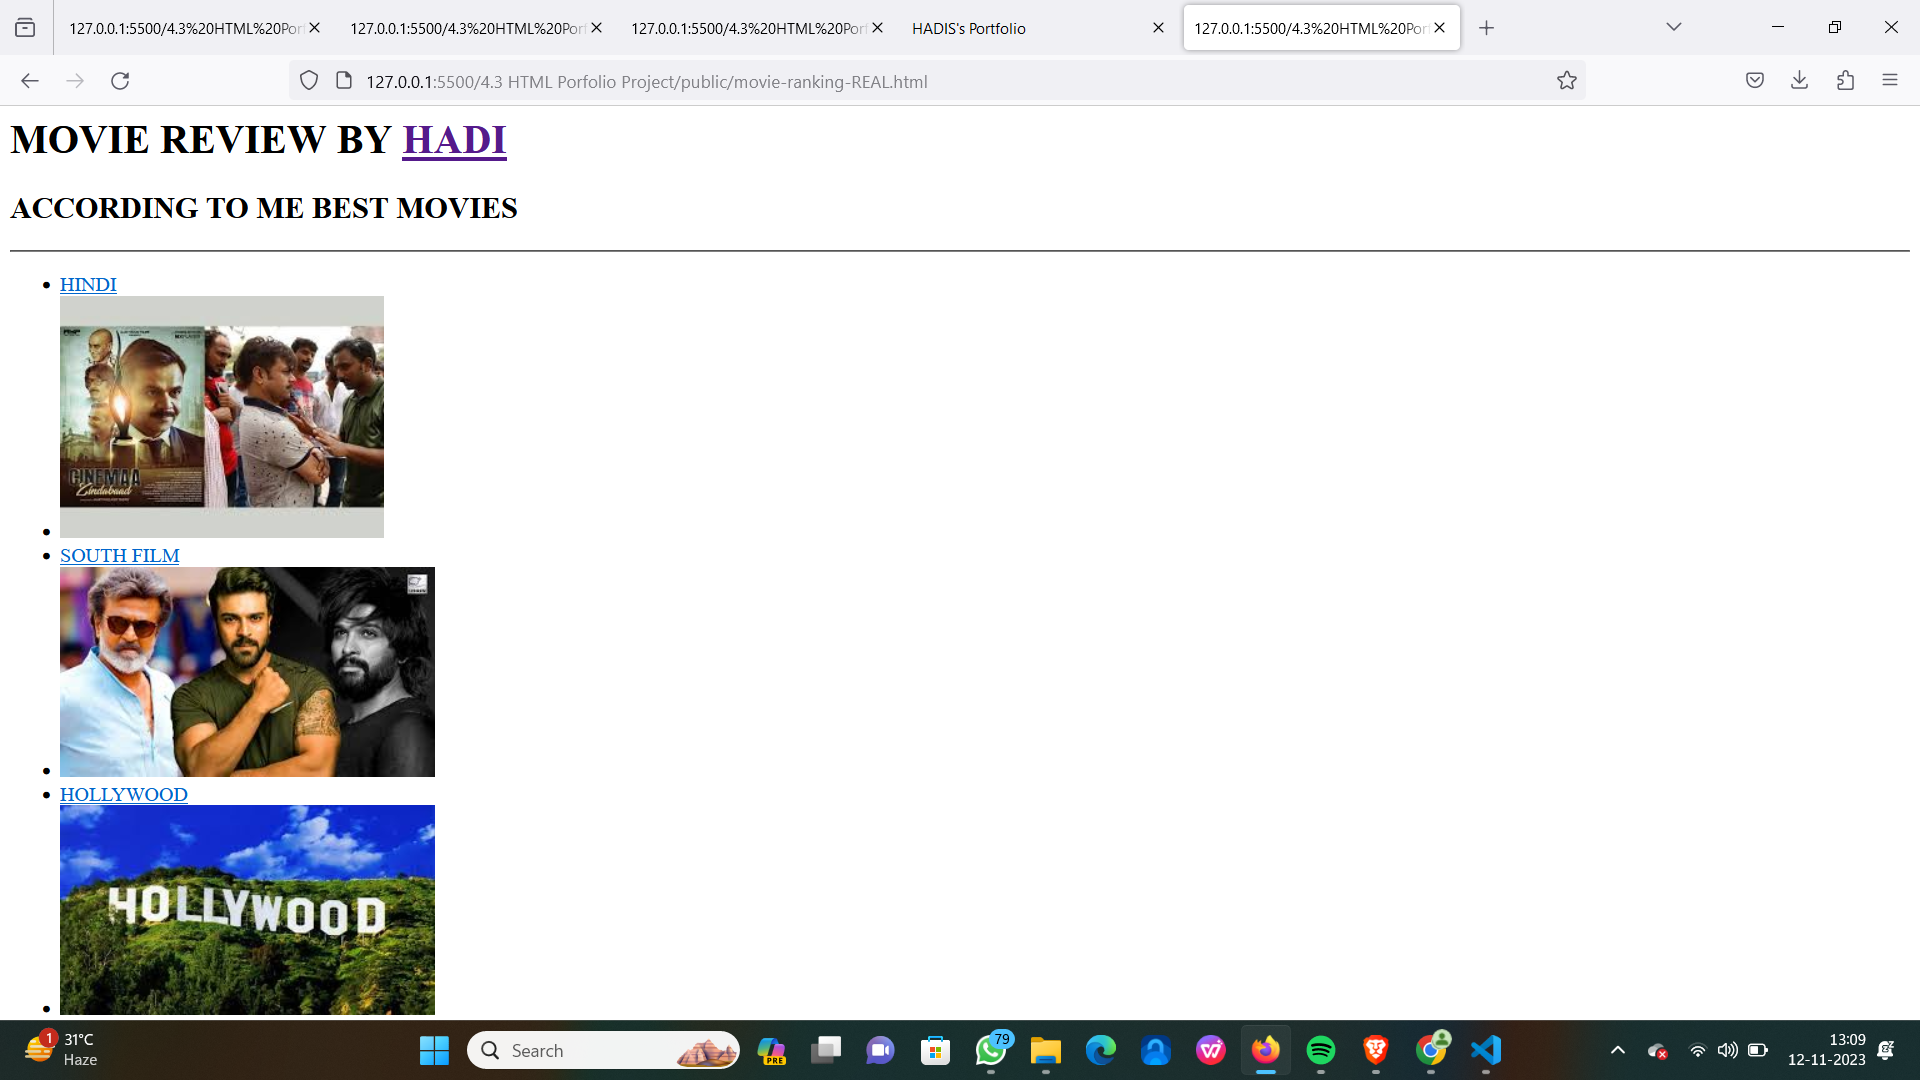 127.0.0.1:5500/4.3%20HTML%20Por
127.0.0.1:5500/4.3%20HTML%20Por
127.0.0.1:5500/4.3%20HTML%20Por
HADIS's Portfolio
127.0.0.1:5500/4.3%20HTML%20Por
127.0.0.1:5500/4.3 HTML Porfolio Project/public/movie-ranking-REAL.html
MOVIE REVIEW BY HADI
ACCORDING TO ME BEST MOVIES
HINDI
CINEMAA
Zindabaad
SOUTH FILM
HOLLYWOOD
HOLLYWOOD
1
31°C
Haze
Search
PRE
79
13:09
12-11-2023